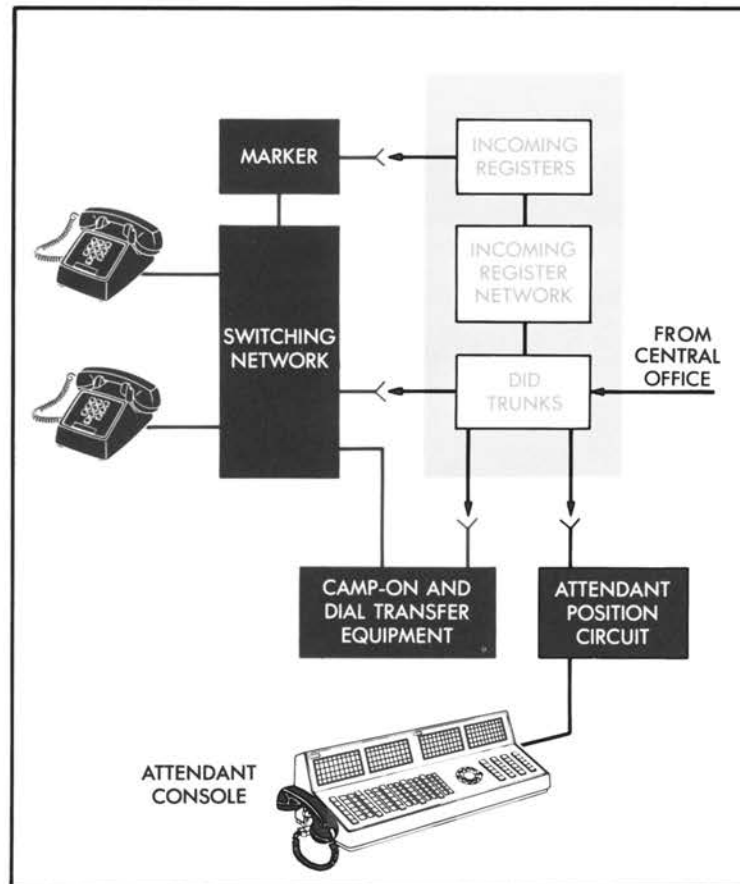 MARKER
INCOMING
REGISTERS
INCOMING
REGISTER
NETWORK
SWITCHING
NETWORK
DID
TRUNKS
FROM
CENTRAL
OFFICE
CAMP-ON AND
DIAL TRANSFER
EQUIPMENT
ATTENDANT
POSITION
CIRCUIT
ATTENDANT
CONSOLE